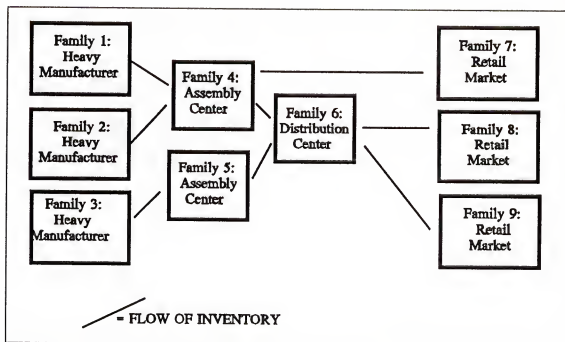 Family 1:
Heavy
Manufacturer
Family 2:
Heavy
Manufacturer
Family 3:
Heavy
Manufacturer
Family 4:
Assembly
Center
Family 5:
Assembly
Center
Family 6:
Distribution
Center
Family 7:
Retail
Market
Family 8:
Retail
Market
Family 9:
Retail
Market
= FLOW OF INVENTORY